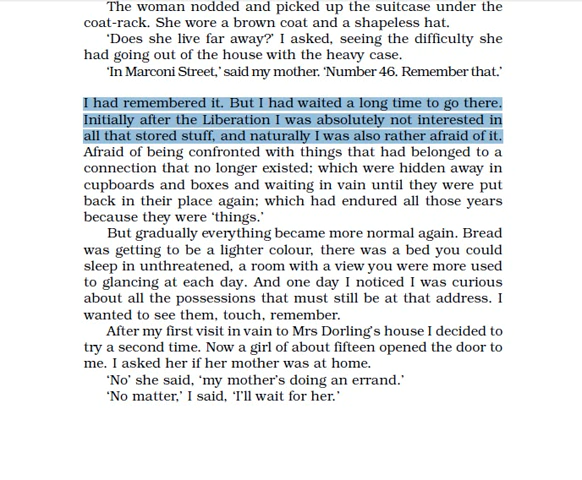 The woman nodded and picked up the suitcase under the
coat-rack. She wore a brown coat and a shapeless hat.
‘Does she live far away?’ I asked, seeing the difficulty she
had going out of the house with the heavy case.
‘In Marconi Street,’ said my mother. ‘Number 46. Remember that.’
I had remembered it. But I had waited a long time to go there.
Initially after the Liberation I was absolutely not interested in
all that stored stuff, and naturally I was also rather afraid of it.
Afraid of being confronted with things that had belonged to a
connection that no longer existed; which were hidden away in
cupboards and boxes and waiting in vain until they were put
back in their place again; which had endured all those years
because they were ‘things.’
But gradually everything became more normal again. Bread
was getting to be a lighter colour, there was a bed you could
sleep in unthreatened, a room with a view you were more used
to glancing at each day. And one day I noticed I was curious
about all the possessions that must still be at that address. I
wanted to see them, touch, remember.
After my first visit in vain to Mrs Dorling's house I decided to
try a second time. Now a girl of about fifteen opened the door to
me. I asked her if her mother was at home.
‘No’ she said, ‘my mother's doing an errand.’
‘No matter,’ I said, ‘I'll wait for her.’